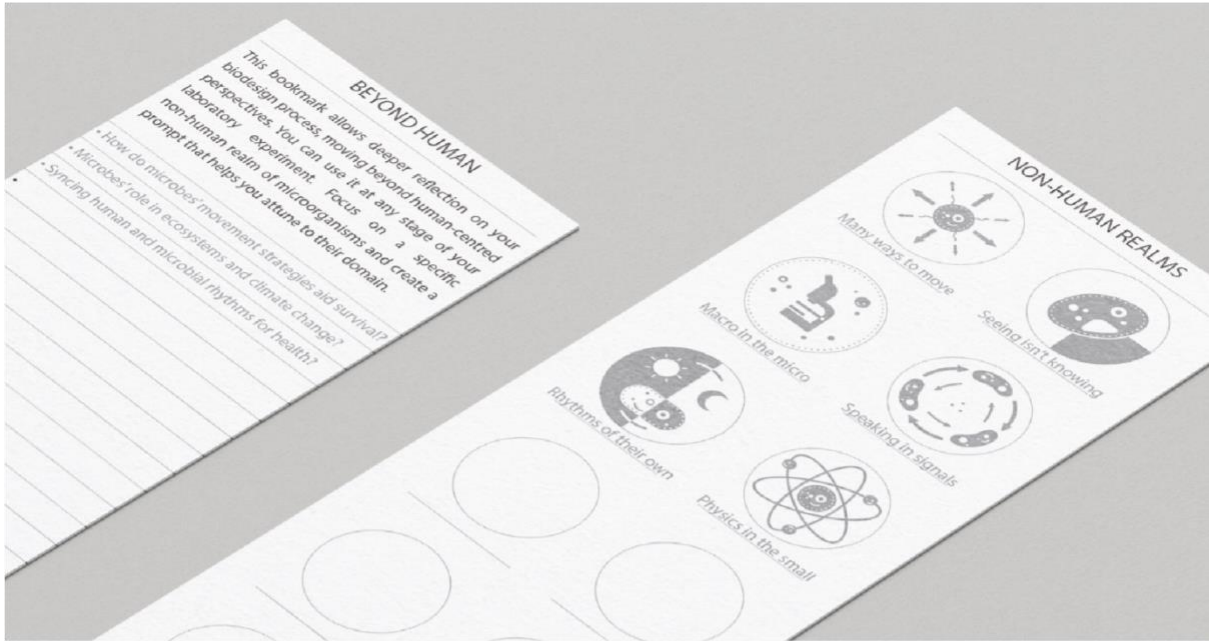 BEYOND HUMAN
This bookmark allows deeper reflection on your
biodesign process, moving beyond human-centred
perspectives. You can use it at any stage of your
laboratory experiment. Focus on a specific
non-human realm of microorganisms and create a
prompt that helps you attune to their domain.
• How do microbes' movement strategies aid survival?
• Microbes' role in ecosystems and climate change?
• Syncing human and microbial rhythms for health?
•
NON-HUMAN REALMS
Many ways to move
Seeing isn't knowing
Macro in the micro
Speaking in signals
Rhythms of their own
Physics in the small